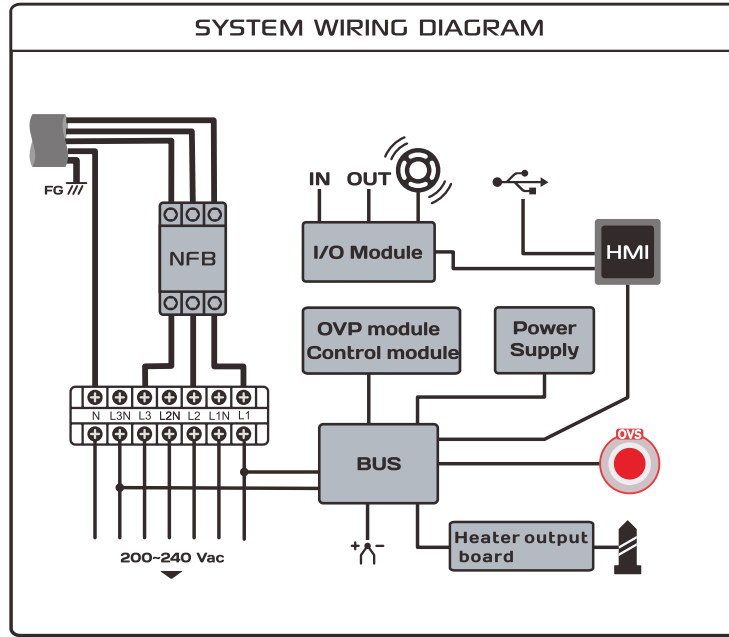 SYSTEM WIRING DIAGRAM
FG
IN OUT
NFB
I/O Module
HMI
OVP module
Control module
Power
Supply
N L3N L3 L2N L2 L1N L1
BUS
OVS
+ -
200~240 Vac
Heater output
board